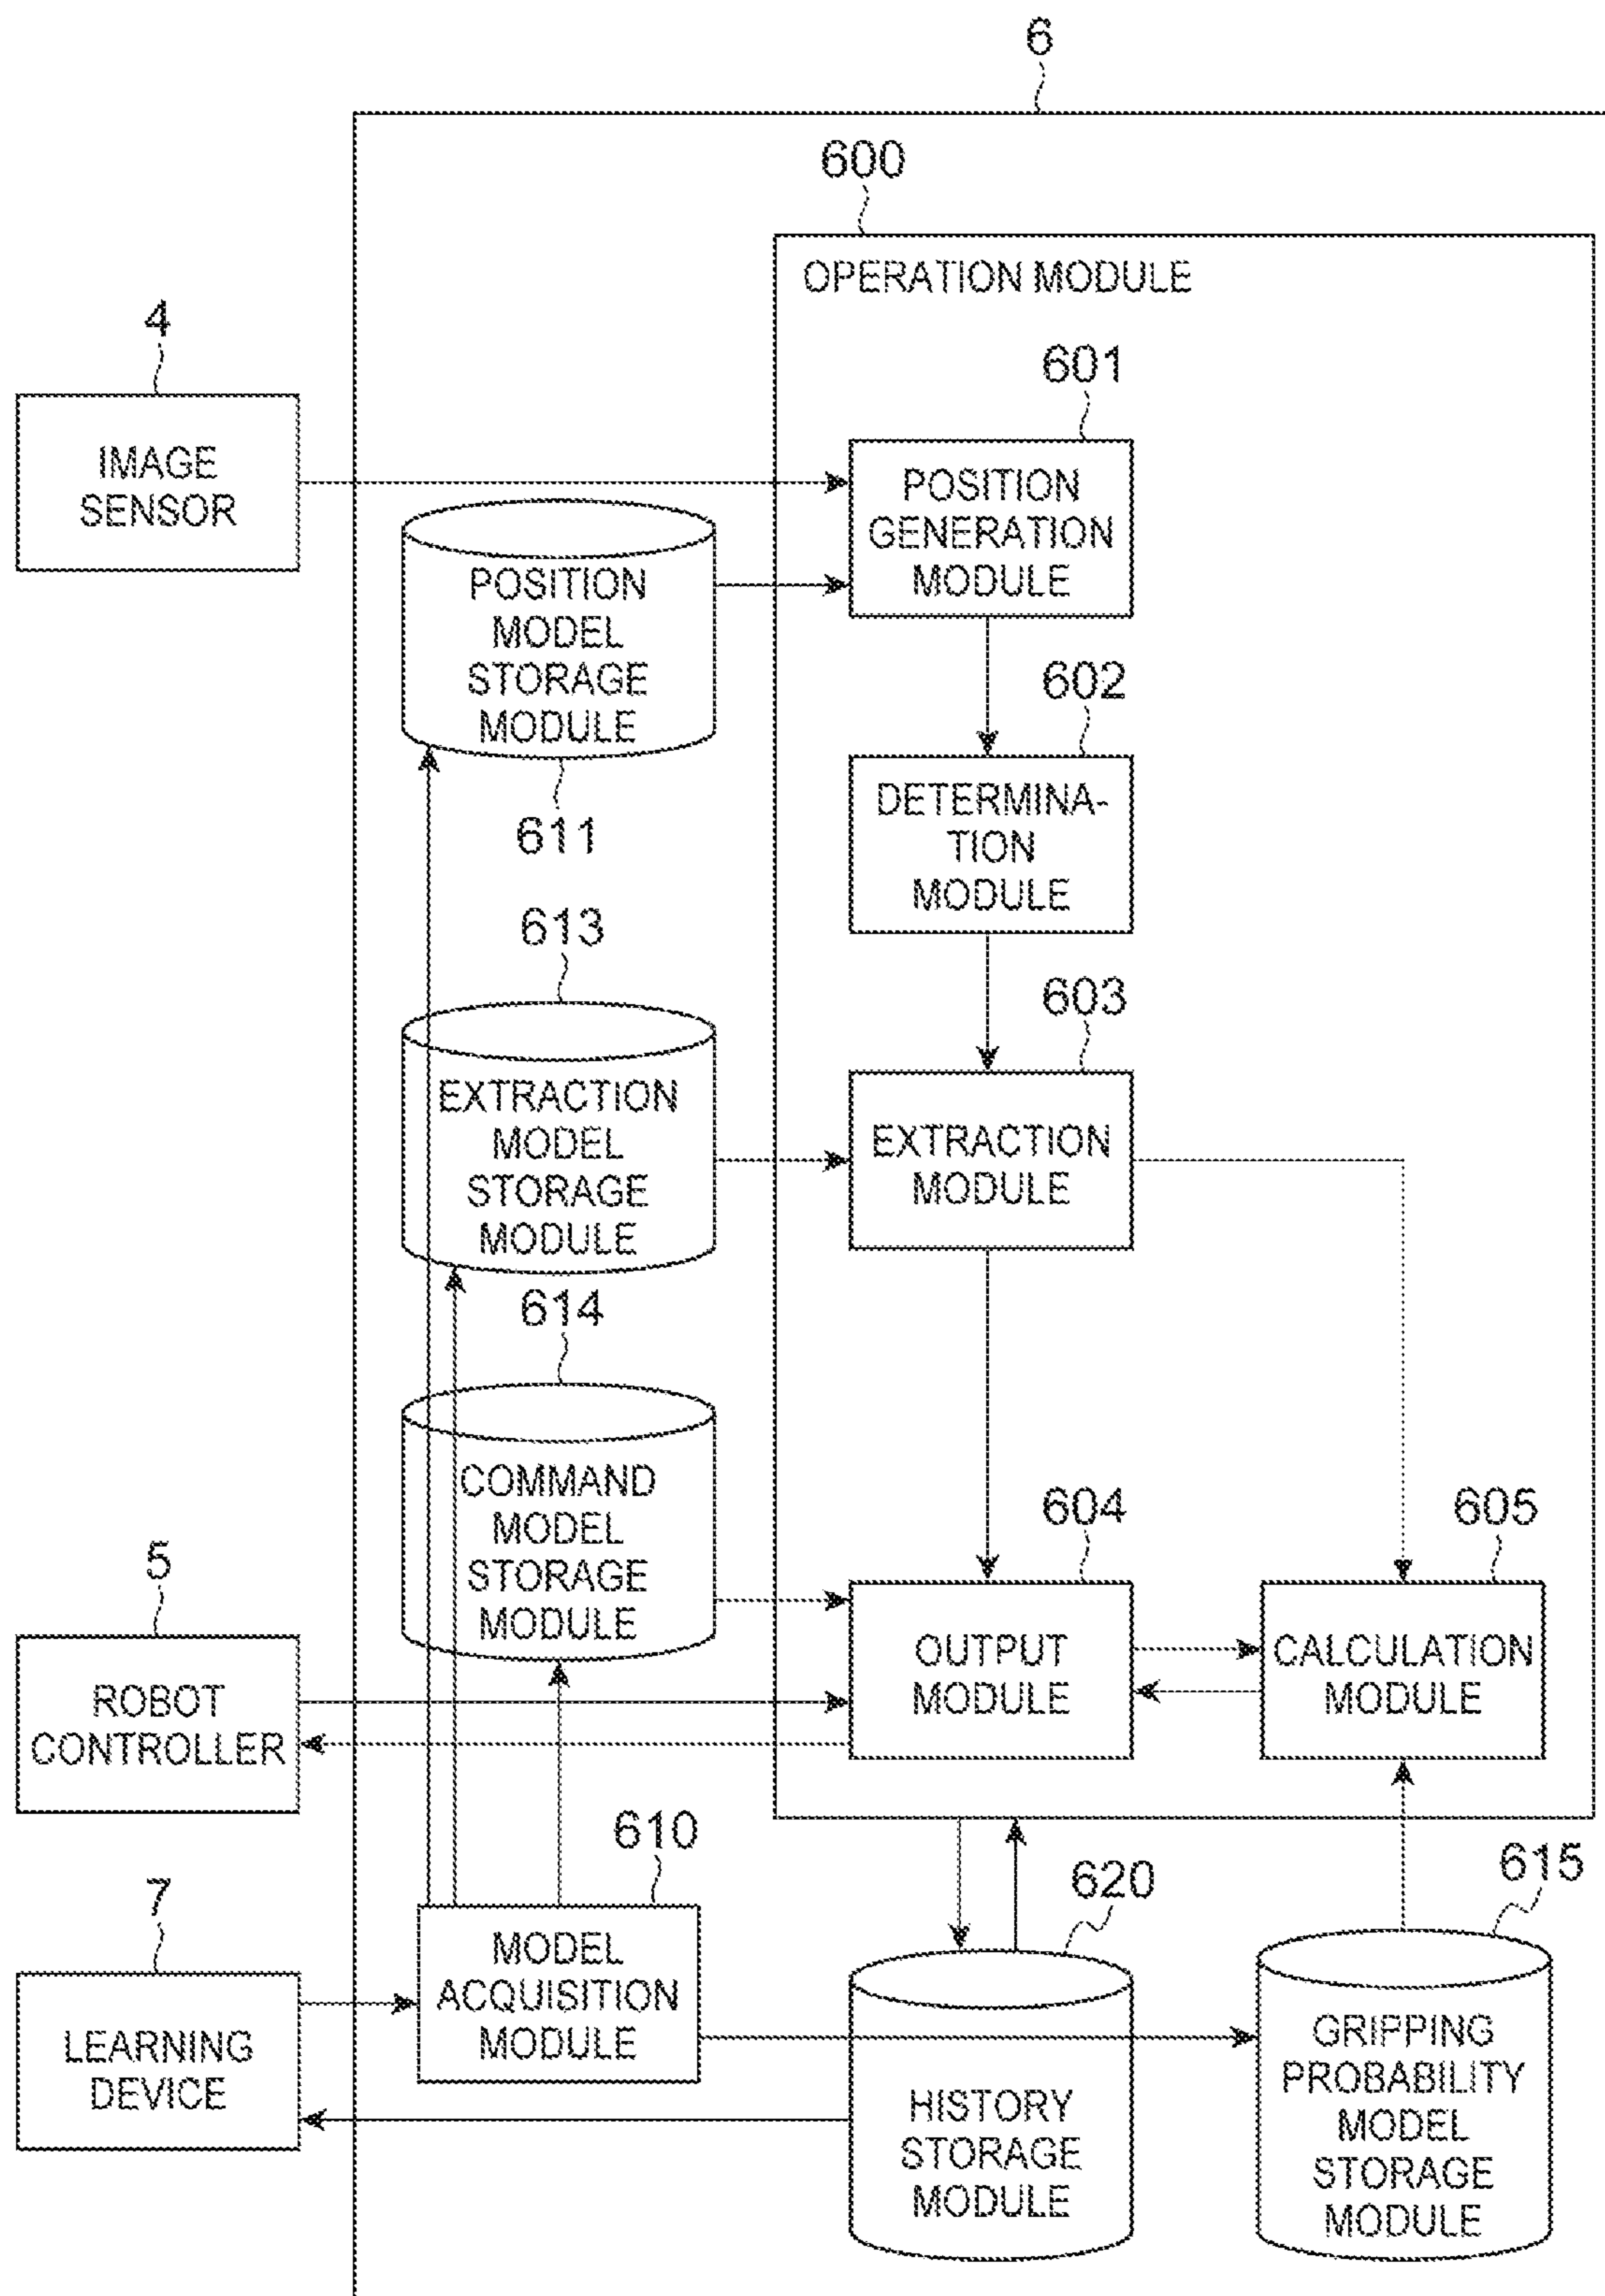 6
600
OPERATION MODULE
4
IMAGE
SENSOR
601
POSITION
GENERATION
MODULE
POSITION
MODEL
STORAGE
MODULE
611
602
DETERMINA-
TION
MODULE
613
EXTRACTION
MODEL
STORAGE
MODULE
603
EXTRACTION
MODULE
614
COMMAND
MODEL
STORAGE
MODULE
604
OUTPUT
MODULE
605
CALCULATION
MODULE
5
ROBOT
CONTROLLER
610
MODEL
ACQUISITION
MODULE
7
LEARNING
DEVICE
620
HISTORY
STORAGE
MODULE
615
GRIPPING
PROBABILITY
MODEL
STORAGE
MODULE